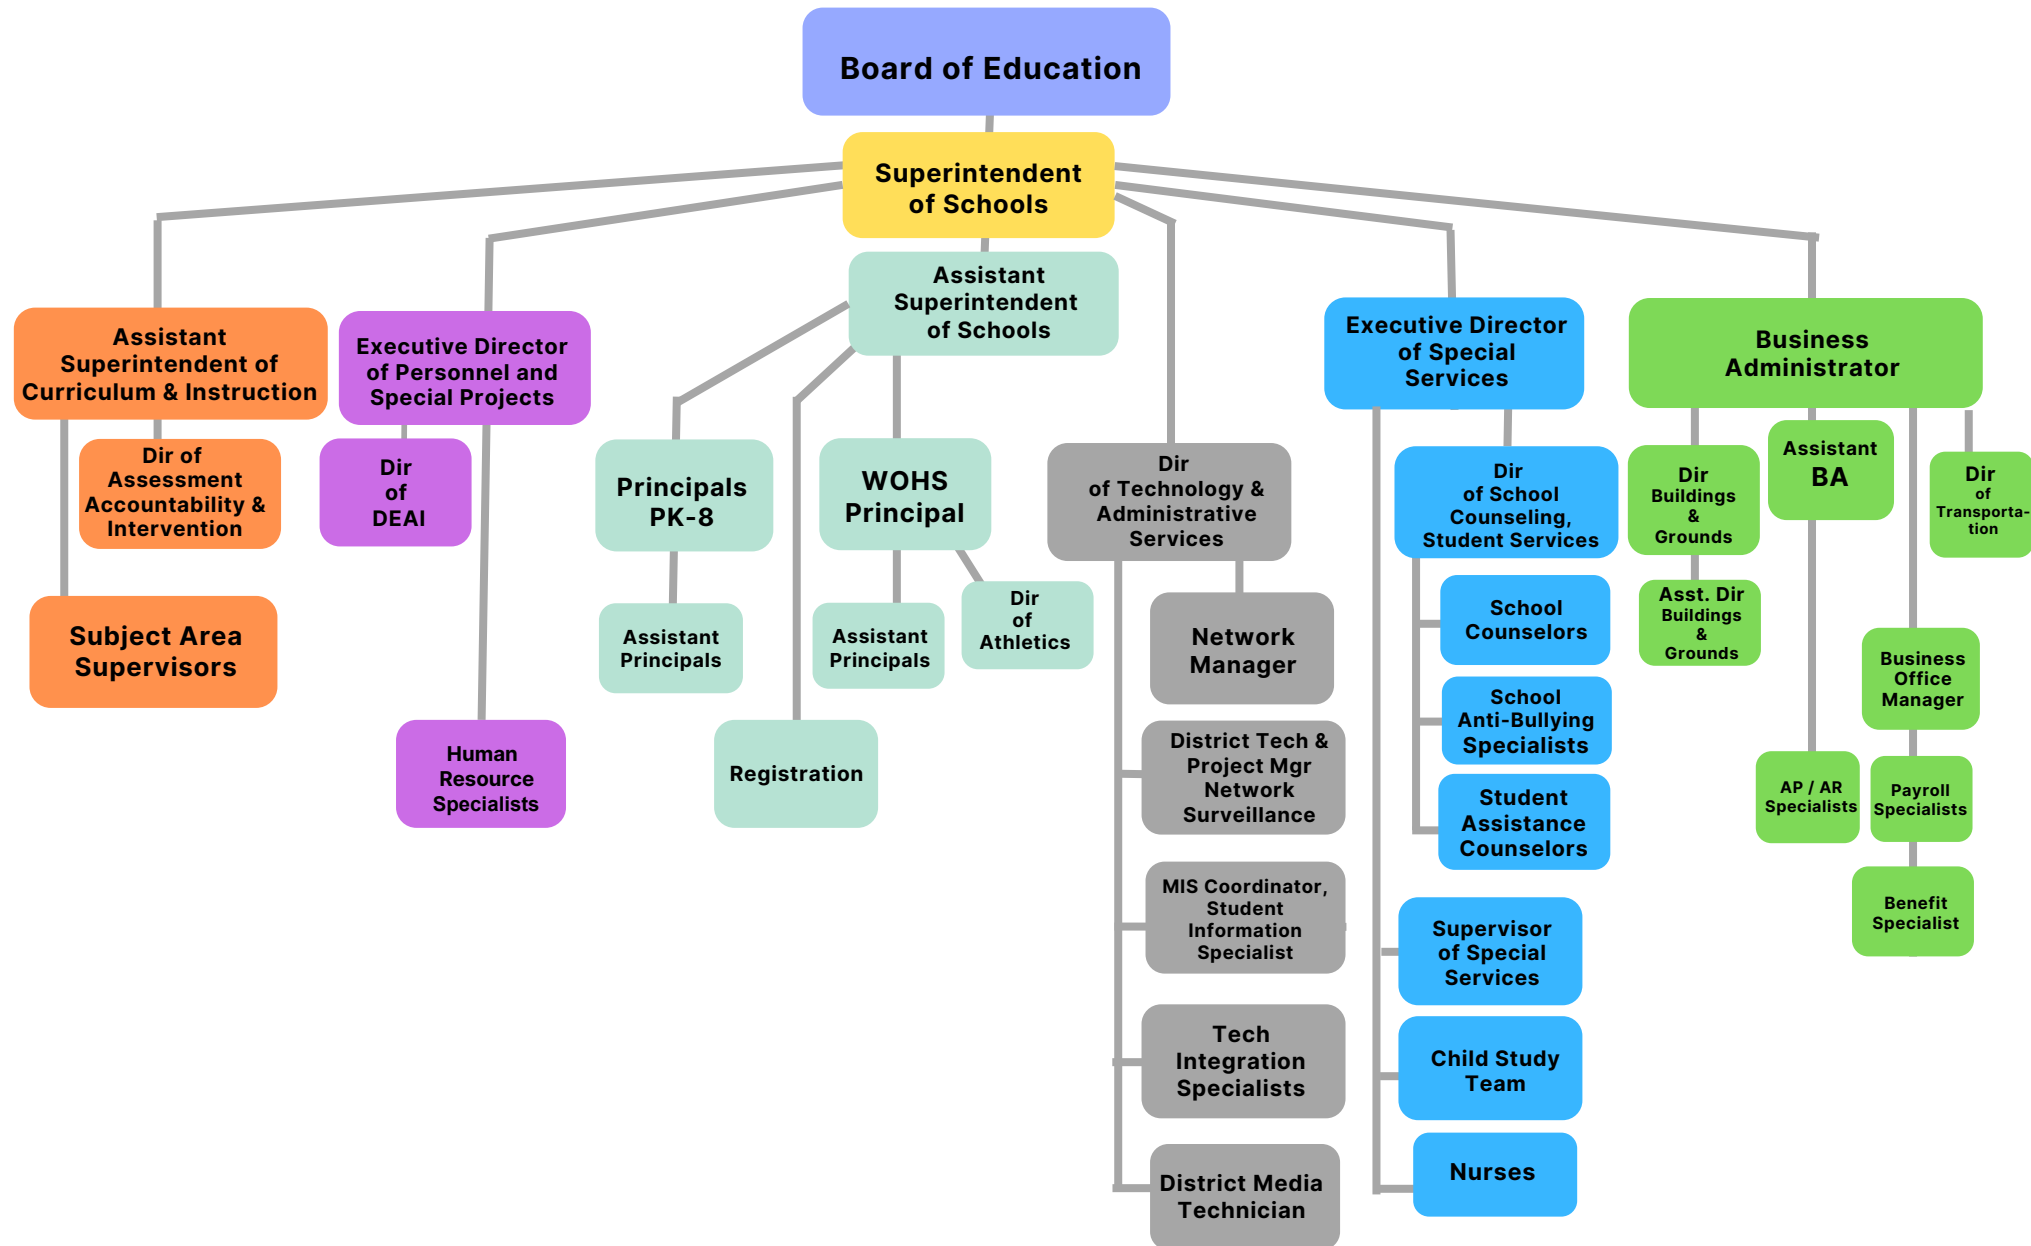 Board of Education
Superintendent
of Schools
Assistant
Superintendent
of Schools
Assistant
Superintendent of
Curriculum & Instruction
Dir of
Assessment
Accountability &
Intervention
Subject Area
Supervisors
Executive Director
of Personnel and
Special Projects
Dir
of
DEAI
Human
Resource
Specialists
Principals
PK-8
Assistant
Principals
Registration
WOHS
Principal
Assistant
Principals
Dir
of
Athletics
Dir
of Technology &
Administrative
Services
Network
Manager
District Tech &
Project Mgr
Network
Surveillance
MIS Coordinator,
Student
Information
Specialist
Tech
Integration
Specialists
District Media
Technician
Executive Director
of Special
Services
Dir
of School
Counseling,
Student Services
School
Counselors
School
Anti-Bullying
Specialists
Student
Assistance
Counselors
Supervisor
of Special
Services
Child Study
Team
Nurses
Business
Administrator
Dir
Buildings
&
Grounds
Asst. Dir
Buildings
&
Grounds
Assistant
BA
AP / AR
Specialists
Business
Office
Manager
Payroll
Specialists
Benefit
Specialist
Dir
of
Transporta-
tion